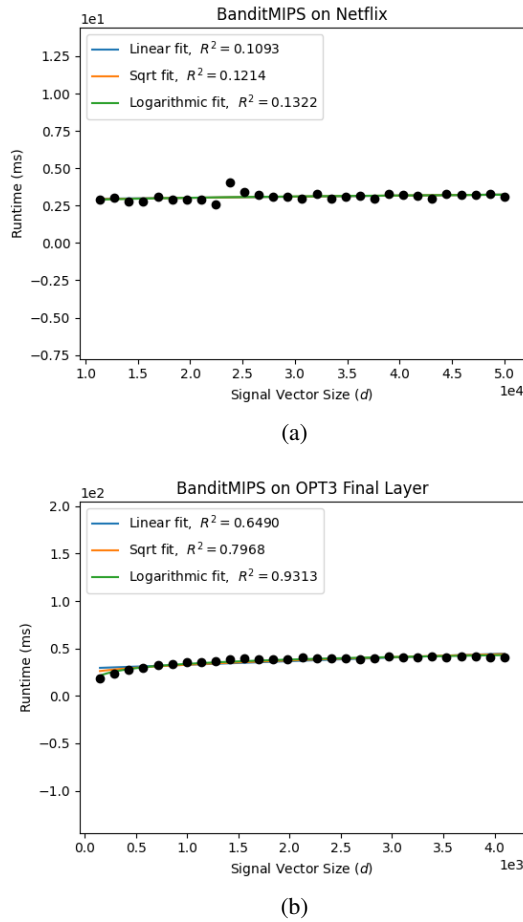 BanditMIPS on Netflix
1e1
Linear fit, R² = 0.1093
Sqrt fit, R² = 0.1214
Logarithmic fit, R² = 0.1322
1.25
1.00
0.75
0.50
0.25
0.00
−0.25
−0.50
−0.75
Runtime (ms)
1.0 1.5 2.0 2.5 3.0 3.5 4.0 4.5 5.0
1e4
Signal Vector Size (d)
(a)
BanditMIPS on OPT3 Final Layer
1e2
Linear fit, R² = 0.6490
Sqrt fit, R² = 0.7968
Logarithmic fit, R² = 0.9313
2.0
1.5
1.0
0.5
0.0
−0.5
−1.0
Runtime (ms)
0.0 0.5 1.0 1.5 2.0 2.5 3.0 3.5 4.0
1e3
Signal Vector Size (d)
(b)